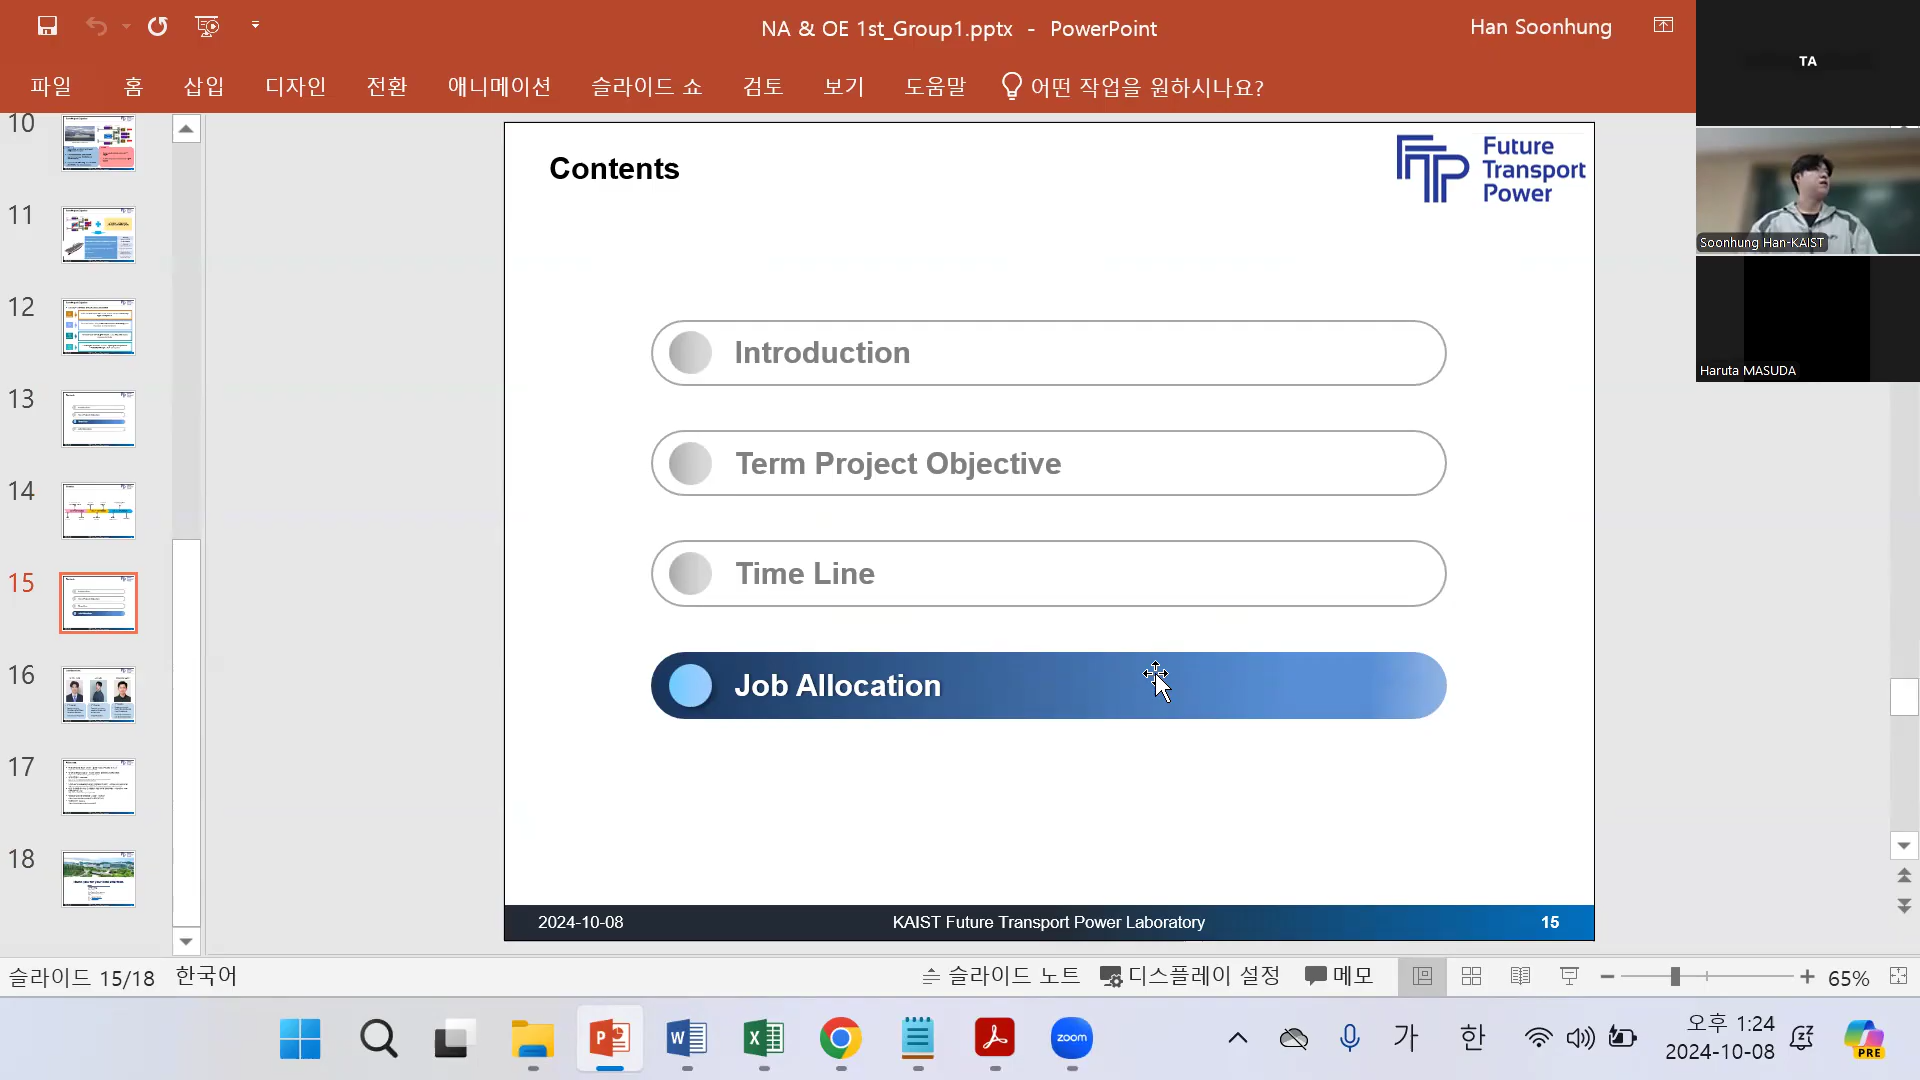 NA & OE 1st_Group1.pptx - PowerPoint
Han Soonhung
파일 홈 삽입 디자인 전환 애니메이션 슬라이드 쇼 검토 보기 도움말 어떤 작업을 원하시나요?
TA
Soonhung Han-KAIST
Haruta MASUDA
10
11
12
13
14
15
16
17
18
Contents
FTP
Future
Transport
Power
Introduction
Term Project Objective
Time Line
Job Allocation
2024-10-08 KAIST Future Transport Power Laboratory 15
슬라이드 15/18 한국어 슬라이드 노트 디스플레이 설정 메모 65%
zoom
가 한
오후 1:24
2024-10-08
PRE